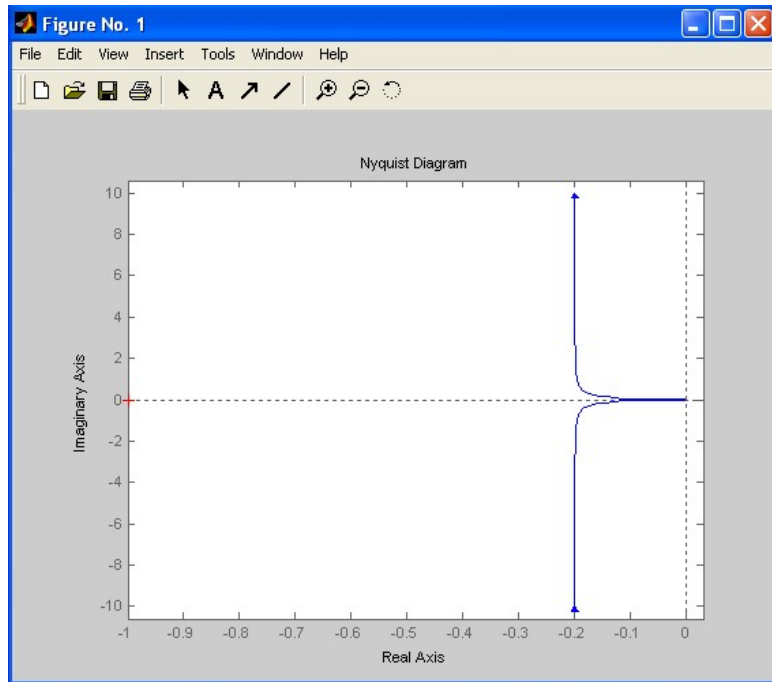 Figure No. 1
File Edit View Insert Tools Window Help
A
Nyquist Diagram
10
8
6
4
2
0
-2
-4
-6
-8
-10
Imaginary Axis
-1 -0.9 -0.8 -0.7 -0.6 -0.5 -0.4 -0.3 -0.2 -0.1 0
Real Axis